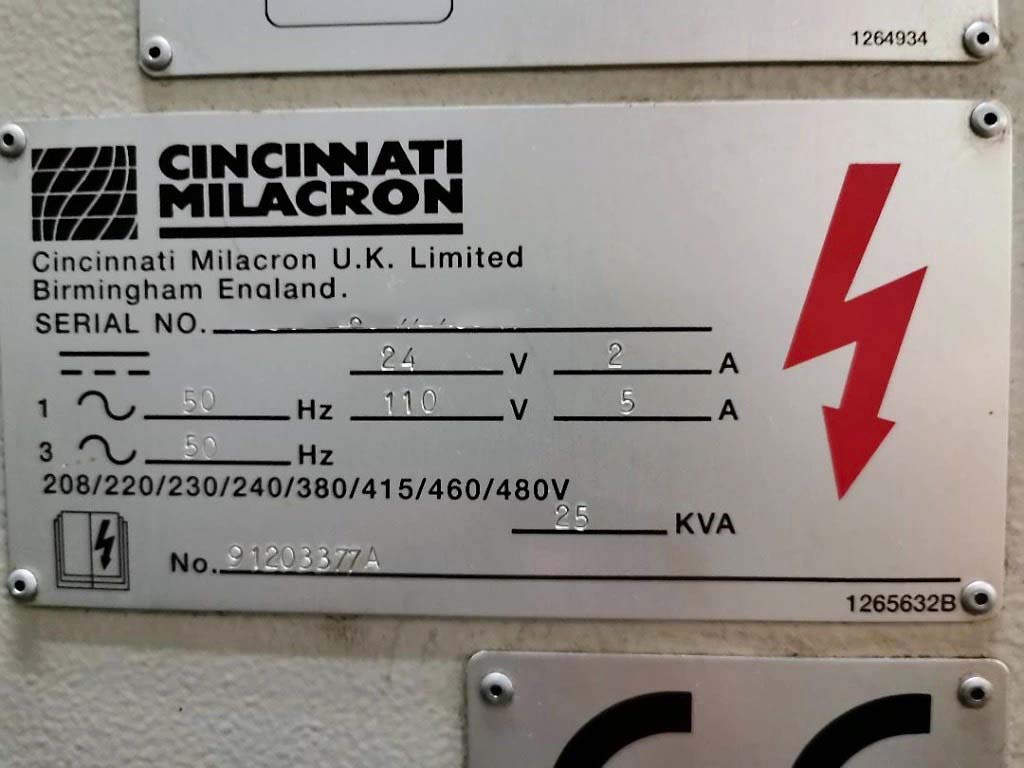 1264934
CINCINNATI
MILACRON
Cincinnati Milacron U.K. Limited
Birmingham England.
SERIAL NO.
24 V 2 A
1 50 Hz 110 V 5 A
3 50 Hz
208/220/230/240/380/415/460/480V
25 KVA
No. 91203377A
1265632B
CE